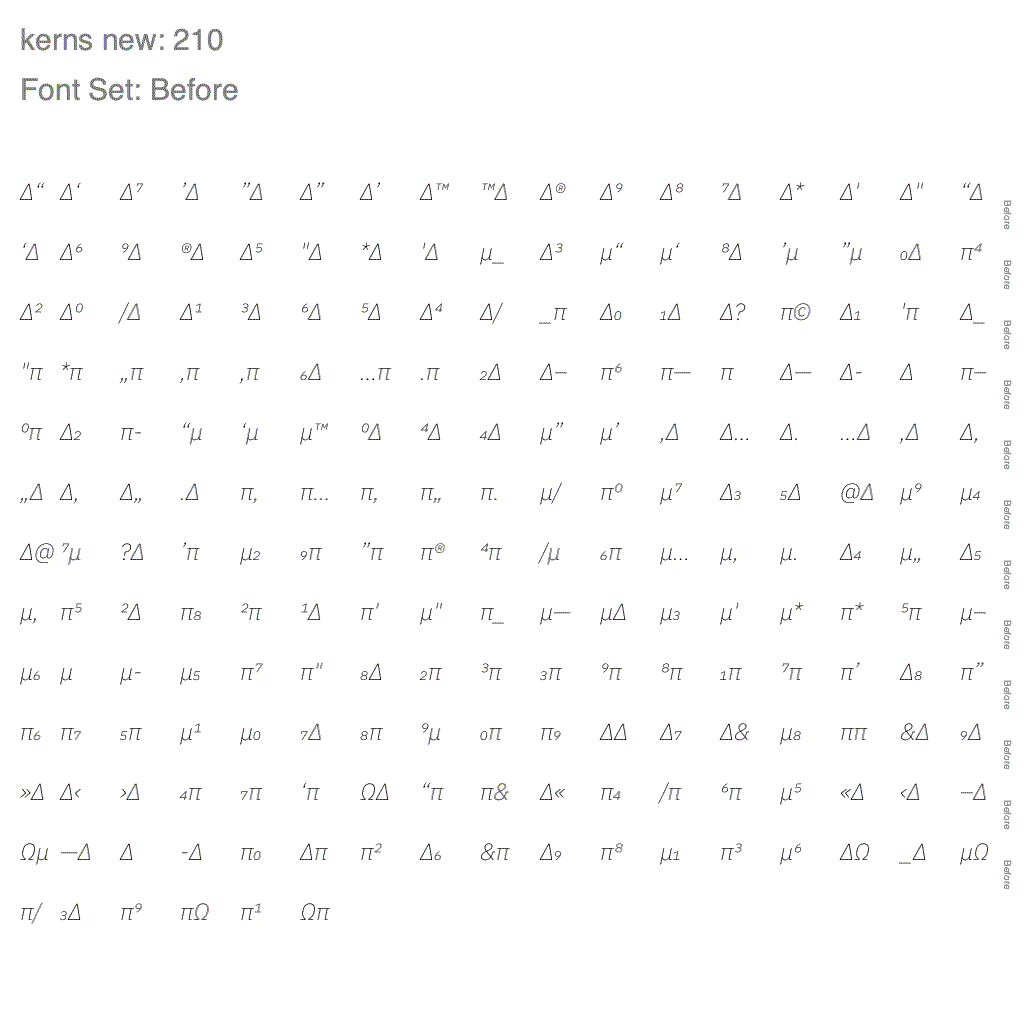 kerns new: 210
Font Set: Before
Δ“ Δ‘ Δ⁷ ’Δ ”Δ Δ” Δ’ Δ™ ™Δ Δ® Δ⁹ Δ⁸ ⁷Δ Δ* Δ' Δ" “Δ Before
‘Δ Δ⁶ ⁹Δ ®Δ Δ⁵ "Δ *Δ 'Δ μ_ Δ³ μ“ μ‘ ⁸Δ ’μ ”μ ₀Δ π⁴ Before
Δ² Δ⁰ /Δ Δ¹ ³Δ ⁶Δ ⁵Δ Δ⁴ Δ/ _π Δ₀ ₁Δ Δ? π© Δ₁ 'π Δ_ Before
"π *π „π ‚π ,π ₆Δ …π .π ₂Δ Δ– π⁶ π— π Δ— Δ- Δ π– Before
⁰π Δ₂ π- “μ ‘μ μ™ ⁰Δ ⁴Δ ₄Δ μ” μ’ ,Δ Δ… Δ. …Δ ‚Δ Δ, Before
„Δ Δ‚ Δ„ .Δ π, π… π‚ π„ π. μ/ π⁰ μ⁷ Δ₃ ₅Δ @Δ μ⁹ μ₄ Before
Δ@ ⁷μ ?Δ ’π μ₂ ₉π ”π π® ⁴π /μ ₆π μ… μ, μ. Δ₄ μ„ Δ₅ Before
μ‚ π⁵ ²Δ π₈ ²π ¹Δ π' μ" π_ μ— μΔ μ₃ μ' μ* π* ⁵π μ– Before
μ₆ μ μ- μ₅ π⁷ π" ₈Δ ₂π ³π ₃π ⁹π ⁸π ₁π ⁷π π’ Δ₈ π” Before
π₆ π₇ ₅π μ¹ μ₀ ₇Δ ₈π ⁹μ ₀π π₉ ΔΔ Δ₇ Δ& μ₈ ππ &Δ ₉Δ Before
»Δ Δ‹ ›Δ ₄π ₇π ‘π ΩΔ “π π& Δ« π₄ /π ⁶π μ⁵ «Δ ‹Δ –Δ Before
Ωμ —Δ Δ -Δ π₀ Δπ π² Δ₆ &π Δ₉ π⁸ μ₁ π³ μ⁶ ΔΩ _Δ μΩ Before
π/ ₃Δ π⁹ πΩ π¹ Ωπ